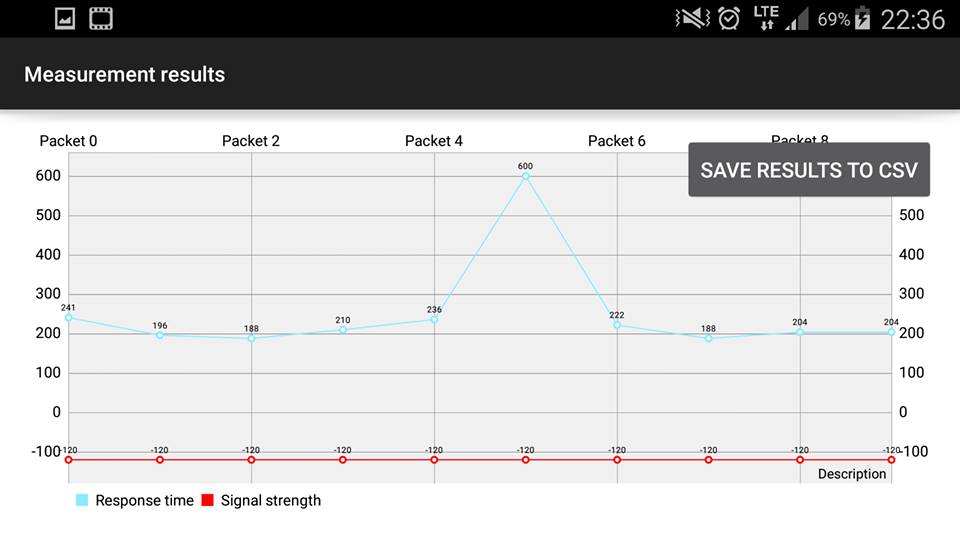 LTE 69% 22:36
Measurement results
Packet 0 Packet 2 Packet 4 Packet 6 Packet 8
SAVE RESULTS TO CSV
600 600
500 500
400 400
300 300
241 196 188 210 236 222 188 204 204
200 200
100 100
0 0
-100 -120 -120 -120 -120 -120 -120 -120 -120 -120 -120 -100
Description
Response time Signal strength